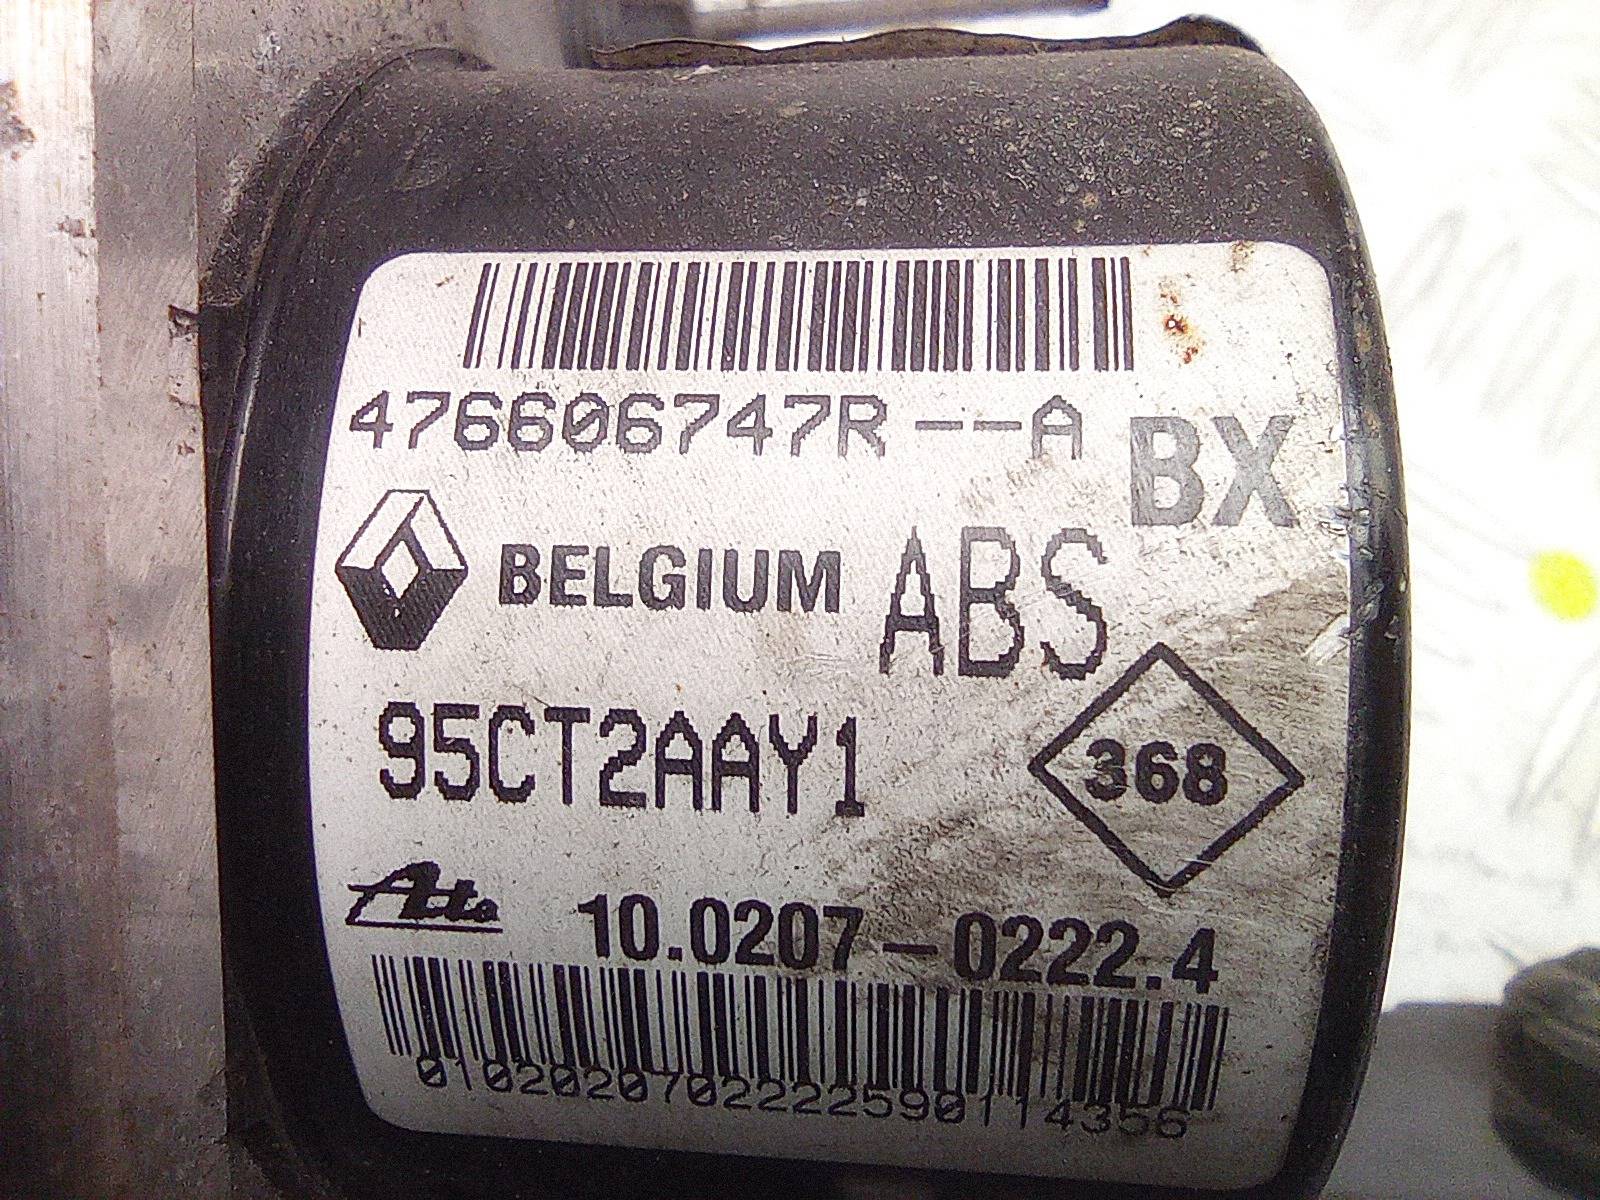 476606747R--A
BX
BELGIUM ABS
95CT2AAY1
368
Ate 10.0207-0222.4
0102020702222590114356